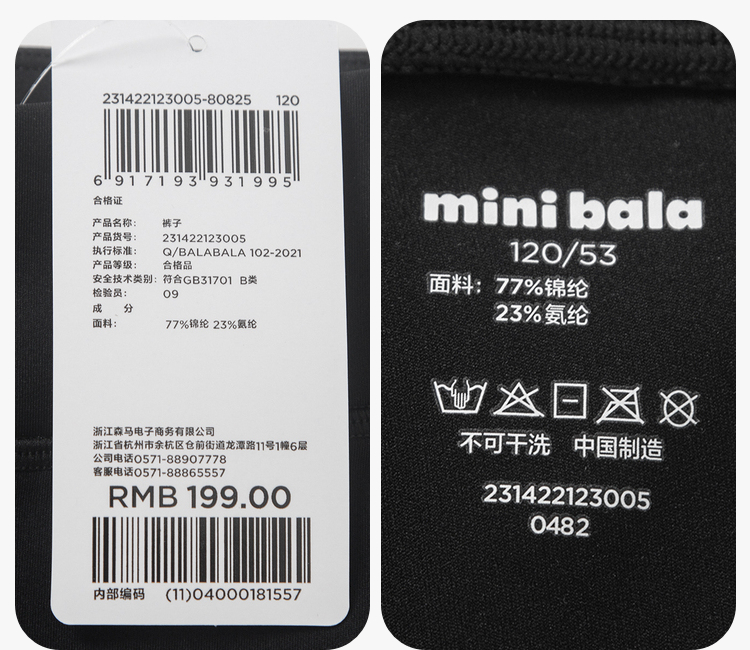 231422123005-80825 120
6 917193 931995
合格证
产品名称： 裤子
产品货号： 231422123005
执行标准： Q/BALABALA 102-2021
产品等级： 合格品
安全技术类别：符合GB31701 B类
检验员： 09
成 分
面料： 77%锦纶 23%氨纶
浙江森马电子商务有限公司
浙江省杭州市余杭区仓前街道龙潭路11号1幢6层
公司电话0571-88907778
客服电话0571-88865557
RMB 199.00
内部编码 (11)04000181557
mini bala
120/53
面料：77%锦纶
23%氨纶
不可干洗 中国制造
231422123005
0482